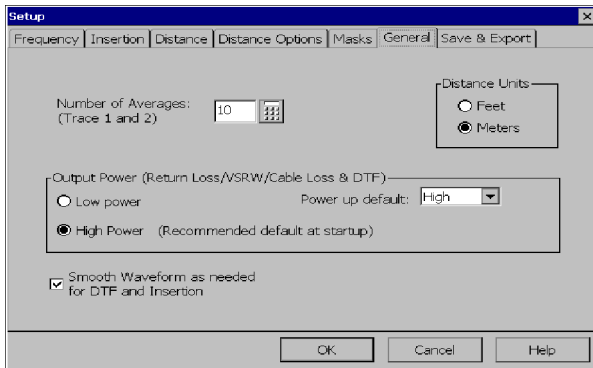 Setup
Frequency Insertion Distance Distance Options Masks General Save & Export
Distance Units
Number of Averages:
(Trace 1 and 2)
10
Feet
Meters
Output Power (Return Loss/VSRW/Cable Loss & DTF)
Low power
Power up default: High
High Power (Recommended default at startup)
Smooth Waveform as needed
for DTF and Insertion
OK Cancel Help